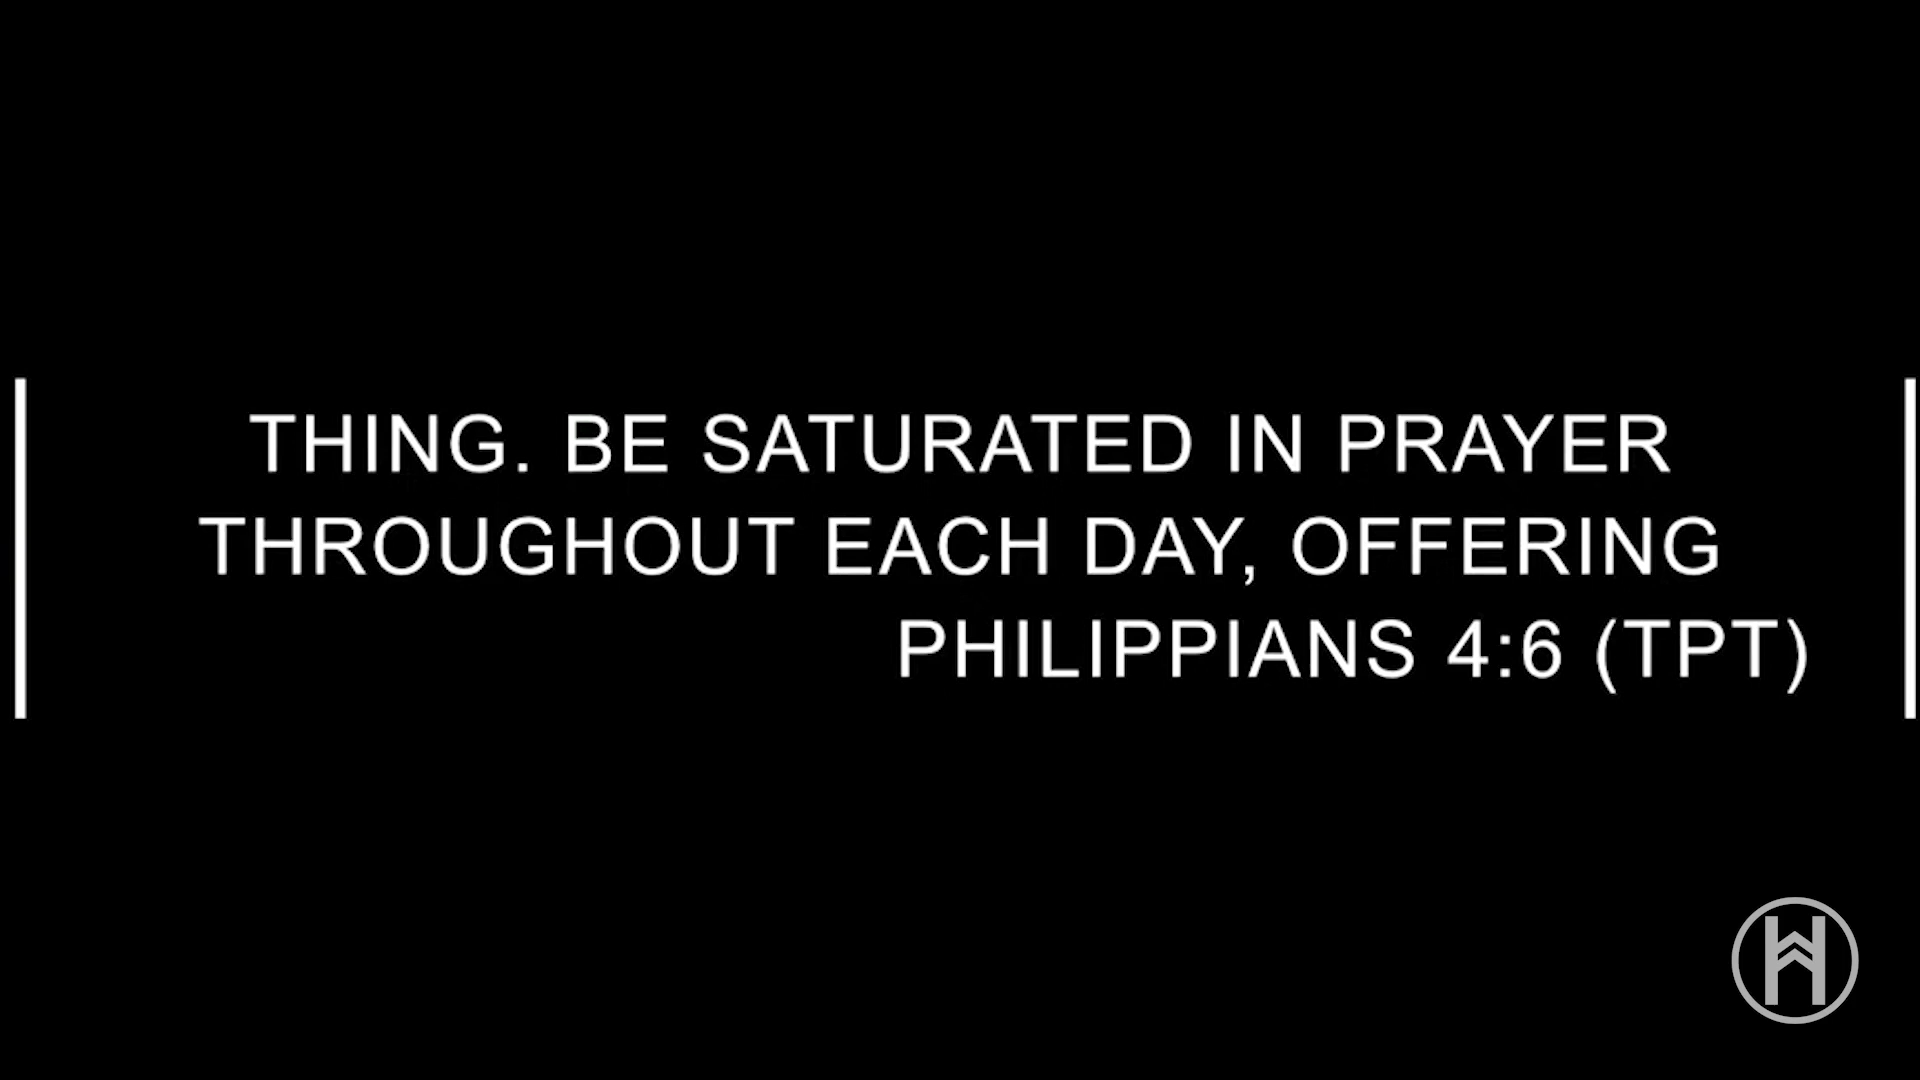 THING. BE SATURATED IN PRAYER
THROUGHOUT EACH DAY, OFFERING
PHILIPPIANS 4:6 (TPT)